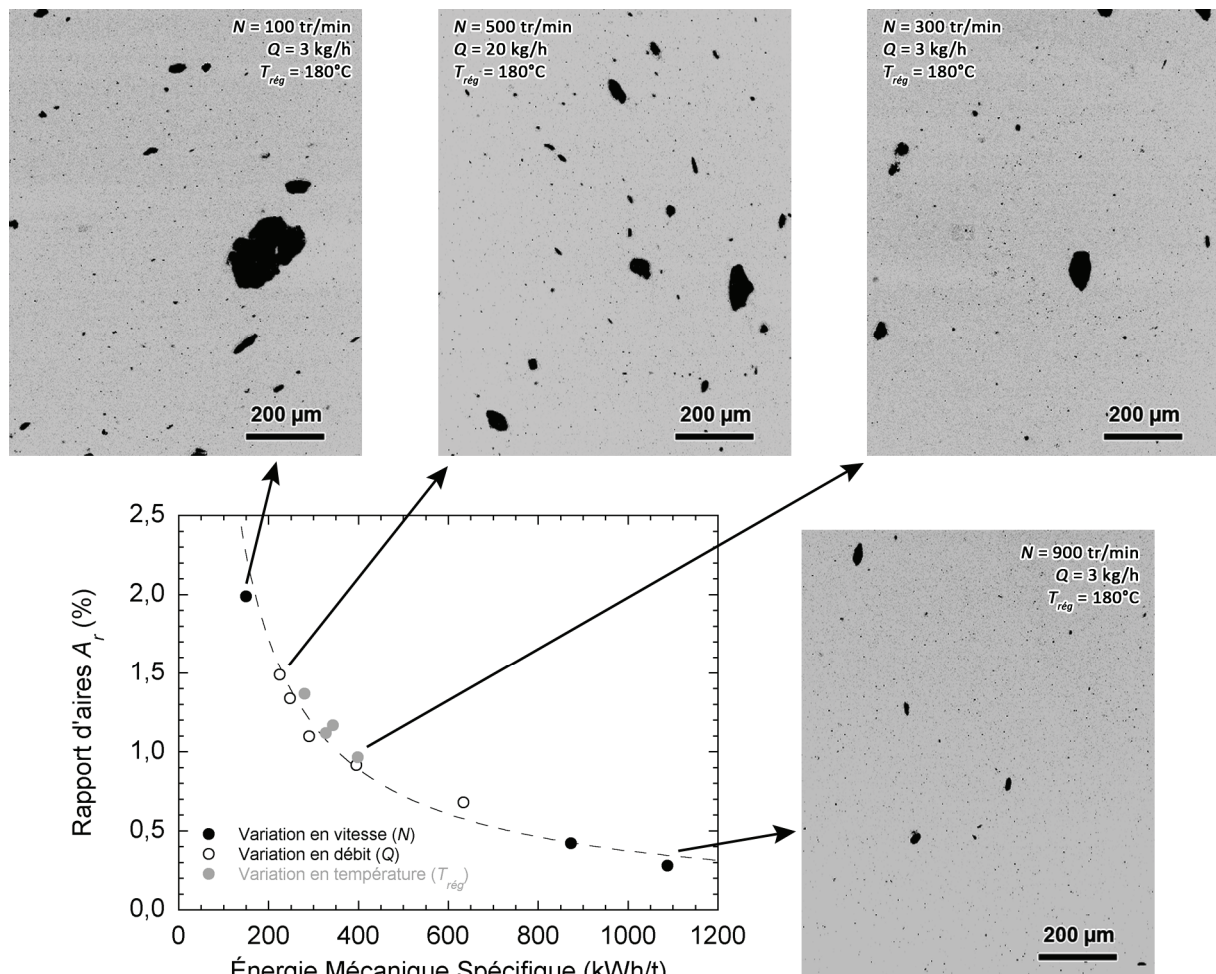 N = 100 tr/min
Q = 3 kg/h
T_rég = 180°C
200 µm
N = 500 tr/min
Q = 20 kg/h
T_rég = 180°C
200 µm
N = 300 tr/min
Q = 3 kg/h
T_rég = 180°C
200 µm
2,5
2,0
1,5
1,0
0,5
0,0
Rapport d'aires A_r (%)
Variation en vitesse (N)
Variation en débit (Q)
Variation en température (T_rég)
0 200 400 600 800 1000 1200
Énergie Mécanique Spécifique (kWh/t)
N = 900 tr/min
Q = 3 kg/h
T_rég = 180°C
200 µm